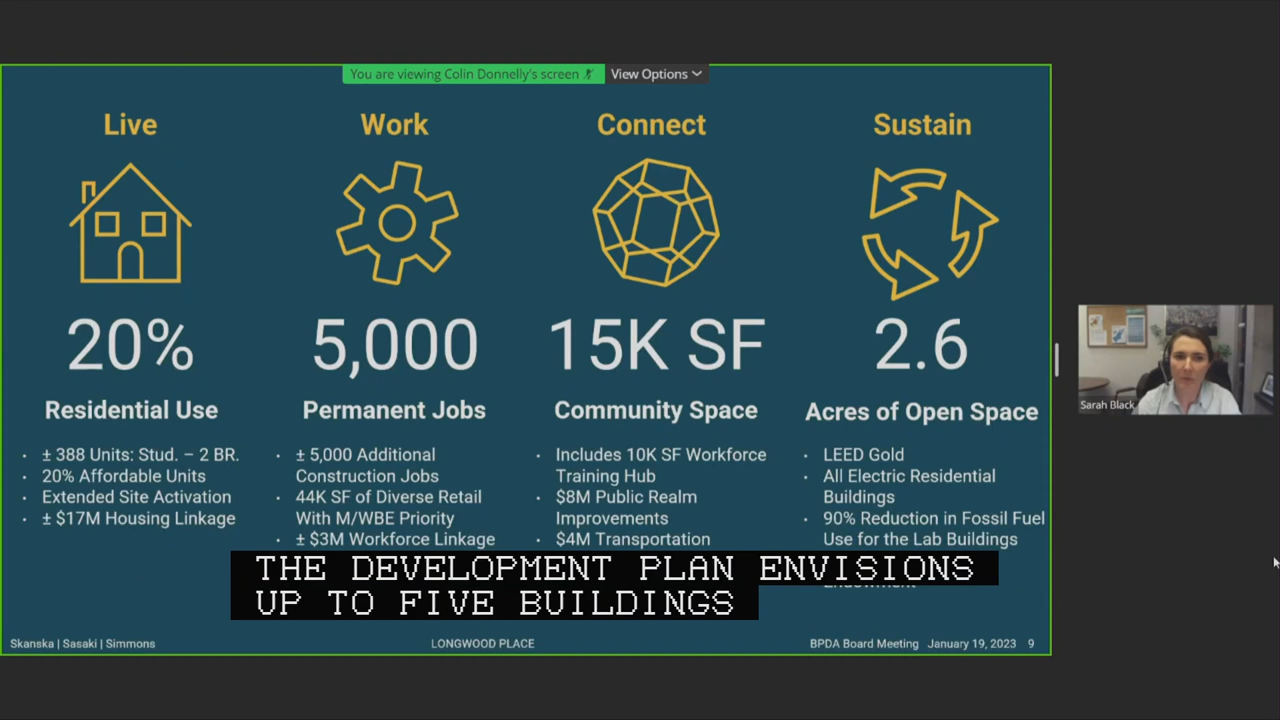 You are viewing Colin Donnelly's screen View Options
Live
Work
Connect
Sustain
20%
5,000
15K SF
2.6
Residential Use
Permanent Jobs
Community Space
Acres of Open Space
· ± 388 Units: Stud. – 2 BR.
· 20% Affordable Units
· Extended Site Activation
· ± $17M Housing Linkage
· ± 5,000 Additional
Construction Jobs
· 44K SF of Diverse Retail
With M/WBE Priority
· ± $3M Workforce Linkage
· Includes 10K SF Workforce
Training Hub
· $8M Public Realm
Improvements
· $4M Transportation
· LEED Gold
· All Electric Residential
Buildings
· 90% Reduction in Fossil Fuel
Use for the Lab Buildings
THE DEVELOPMENT PLAN ENVISIONS
UP TO FIVE BUILDINGS
Skanska | Sasaki | Simmons
LONGWOOD PLACE
BPDA Board Meeting January 19, 2023 9
Sarah Black